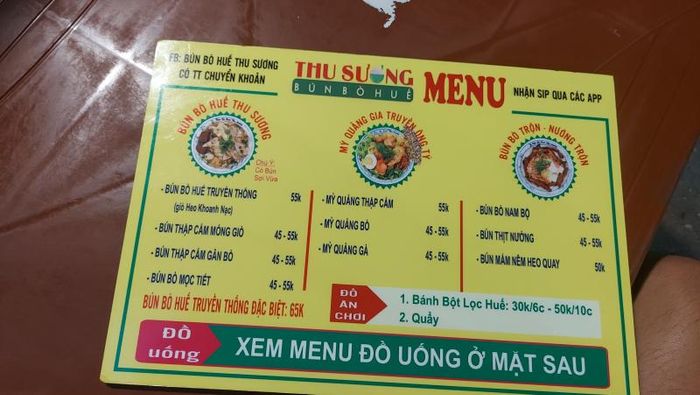 FB: BÚN BÒ HUẾ THU SƯƠNG
CÓ TT CHUYỂN KHOẢN
THU SƯƠNG
BÚN BÒ HUẾ
MENU
NHẬN SIP QUA CÁC APP
BÚN BÒ HUẾ THU SƯƠNG
Chú Ý:
Có Bún
Sợi Vừa
- BÚN BÒ HUẾ TRUYỀN THỐNG 55k
(giò Heo Khoanh Nạc)
- BÚN THẬP CẨM MÓNG GIÒ 45 - 55k
- BÚN THẬP CẨM GÂN BÒ 45 - 55k
- BÚN BÒ MỌC TIẾT 45 - 55k
BÚN BÒ HUẾ TRUYỀN THỐNG ĐẶC BIỆT: 65K
MỲ QUẢNG GIA TRUYỀN ÔNG TÝ
- MỲ QUẢNG THẬP CẨM 55k
- MỲ QUẢNG BÒ 45 - 55k
- MỲ QUẢNG GÀ 45 - 55k
BÚN BÒ TRỘN - NƯỚNG TRỘN
- BÚN BÒ NAM BỘ 45 - 55k
- BÚN THỊT NƯỚNG 45 - 55k
- BÚN MẮM NÊM HEO QUAY 50k
ĐỒ
ĂN
CHƠI
1. Bánh Bột Lọc Huế: 30k/6c - 50k/10c
2. Quẩy
ĐỒ
uống
XEM MENU ĐỒ UỐNG Ở MẶT SAU